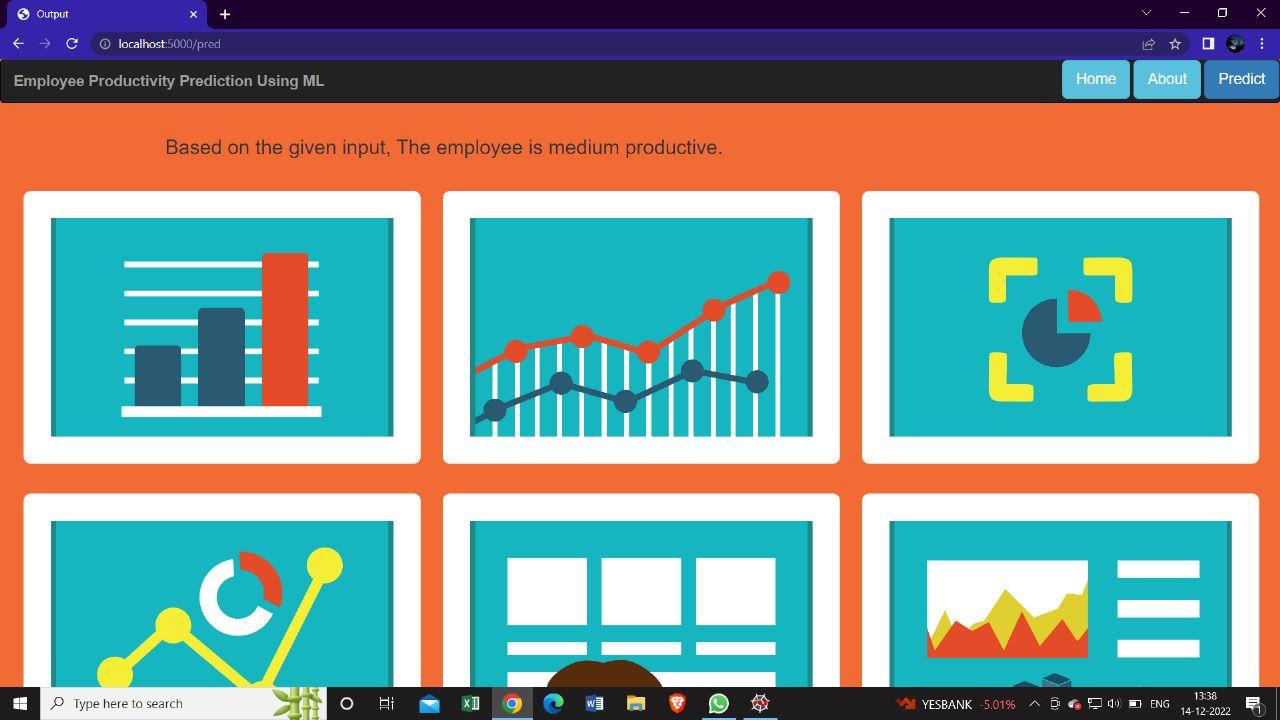 Output
localhost:5000/pred
Employee Productivity Prediction Using ML
Home
About
Predict
Based on the given input, The employee is medium productive.
Type here to search
YESBANK -5.01%
ENG
13:38
14-12-2022
1